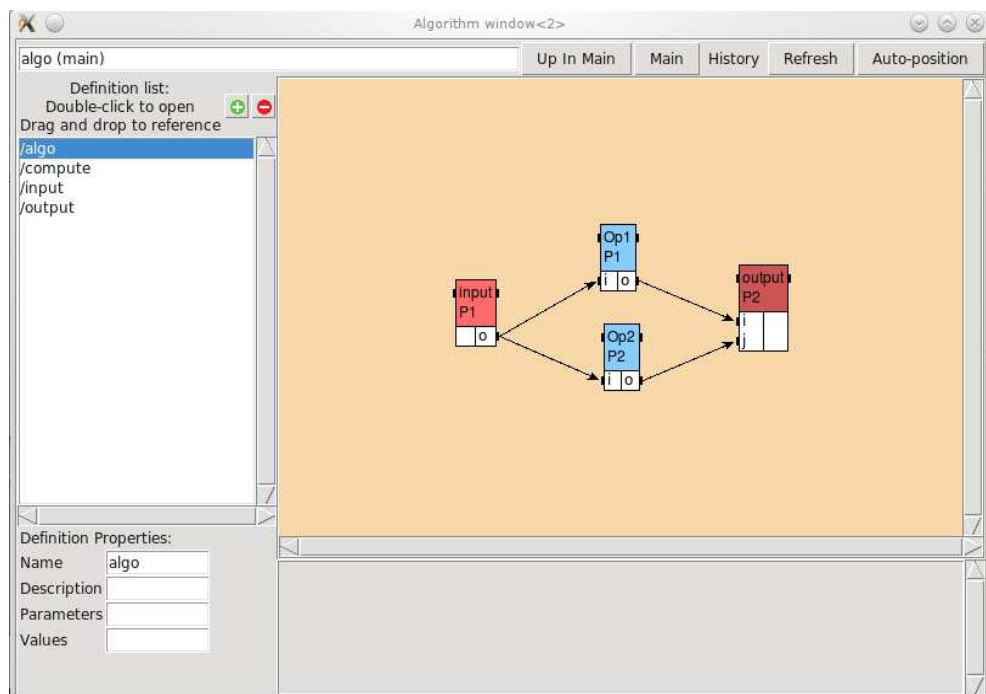 Algorithm window<2>
algo (main)
Up In Main
Main
History
Refresh
Auto-position
Definition list:
Double-click to open
Drag and drop to reference
/algo
/compute
/input
/output
input
P1
o
Op1
P1
i o
Op2
P2
i o
output
P2
i
j
Definition Properties:
Name algo
Description
Parameters
Values